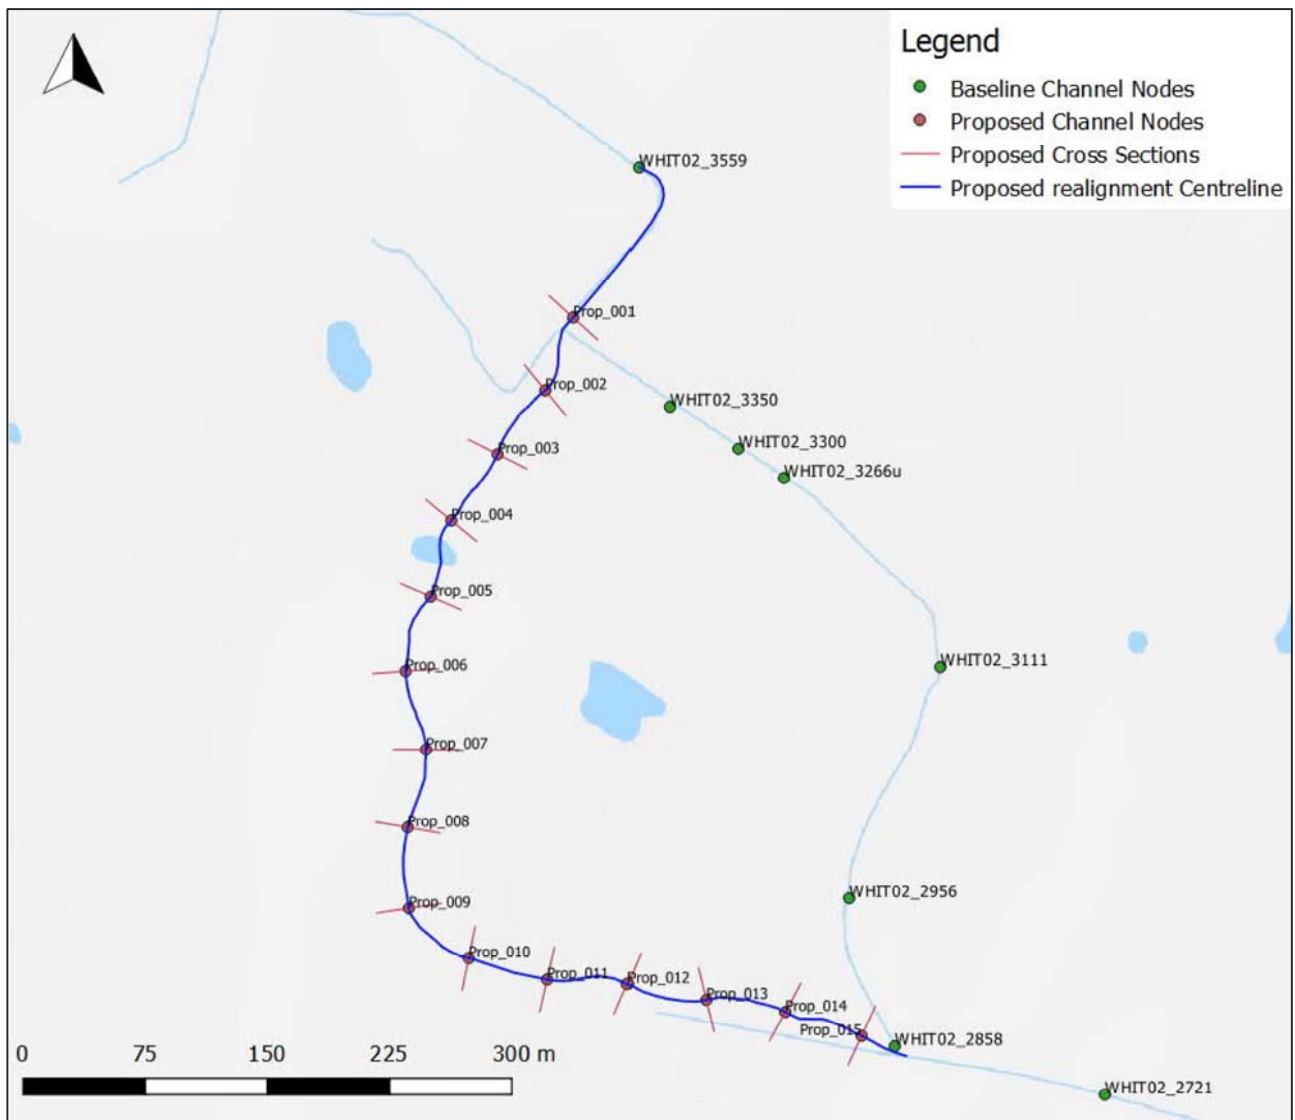 Legend
Baseline Channel Nodes
Proposed Channel Nodes
Proposed Cross Sections
Proposed realignment Centreline
WHIT02_3559
Prop_001
Prop_002
WHIT02_3350
Prop_003
WHIT02_3300
WHIT02_3266u
Prop_004
Prop_005
Prop_006
WHIT02_3111
Prop_007
Prop_008
WHIT02_2956
Prop_009
Prop_010
Prop_011
Prop_012
Prop_013
Prop_014
Prop_015
WHIT02_2858
0 75 150 225 300 m
WHIT02_2721